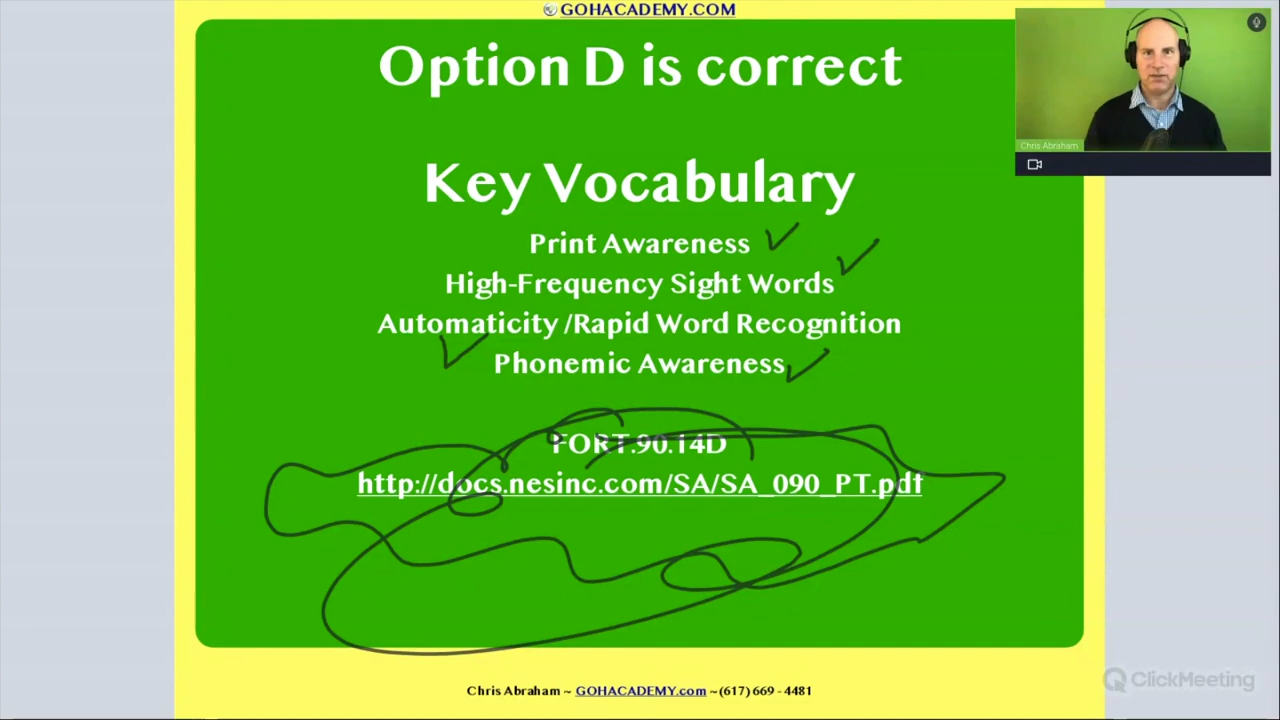 GOHACADEMY.COM
Option D is correct
Chris Abraham
Key Vocabulary
Print Awareness
High-Frequency Sight Words
Automaticity /Rapid Word Recognition
Phonemic Awareness
FORT.90.14D
http://docs.nesinc.com/SA/SA_090_PT.pdf
ClickMeeting
Chris Abraham ~ GOHACADEMY.com ~(617) 669 - 4481